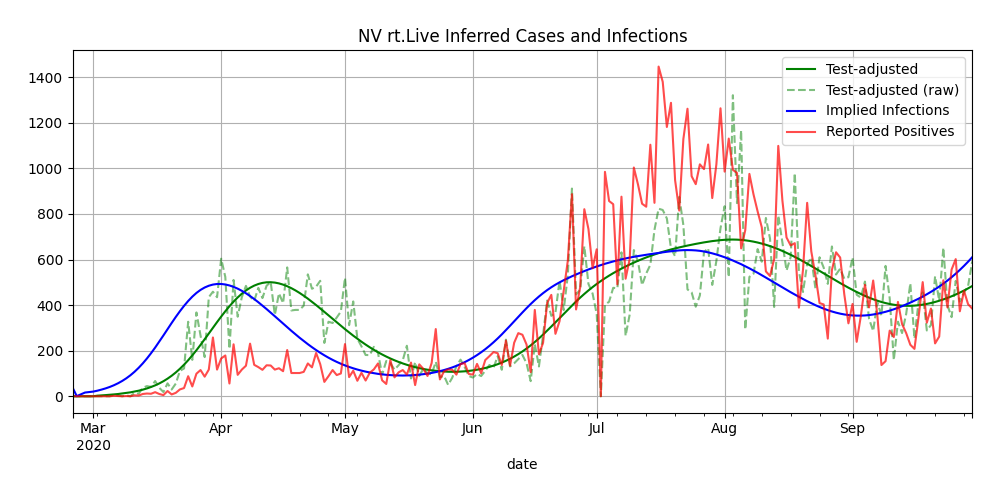 NV rt.Live Inferred Cases and Infections
1400
1200
1000
800
600
400
200
0
Test-adjusted
Test-adjusted (raw)
Implied Infections
Reported Positives
Mar Apr May Jun Jul Aug Sep
2020
date